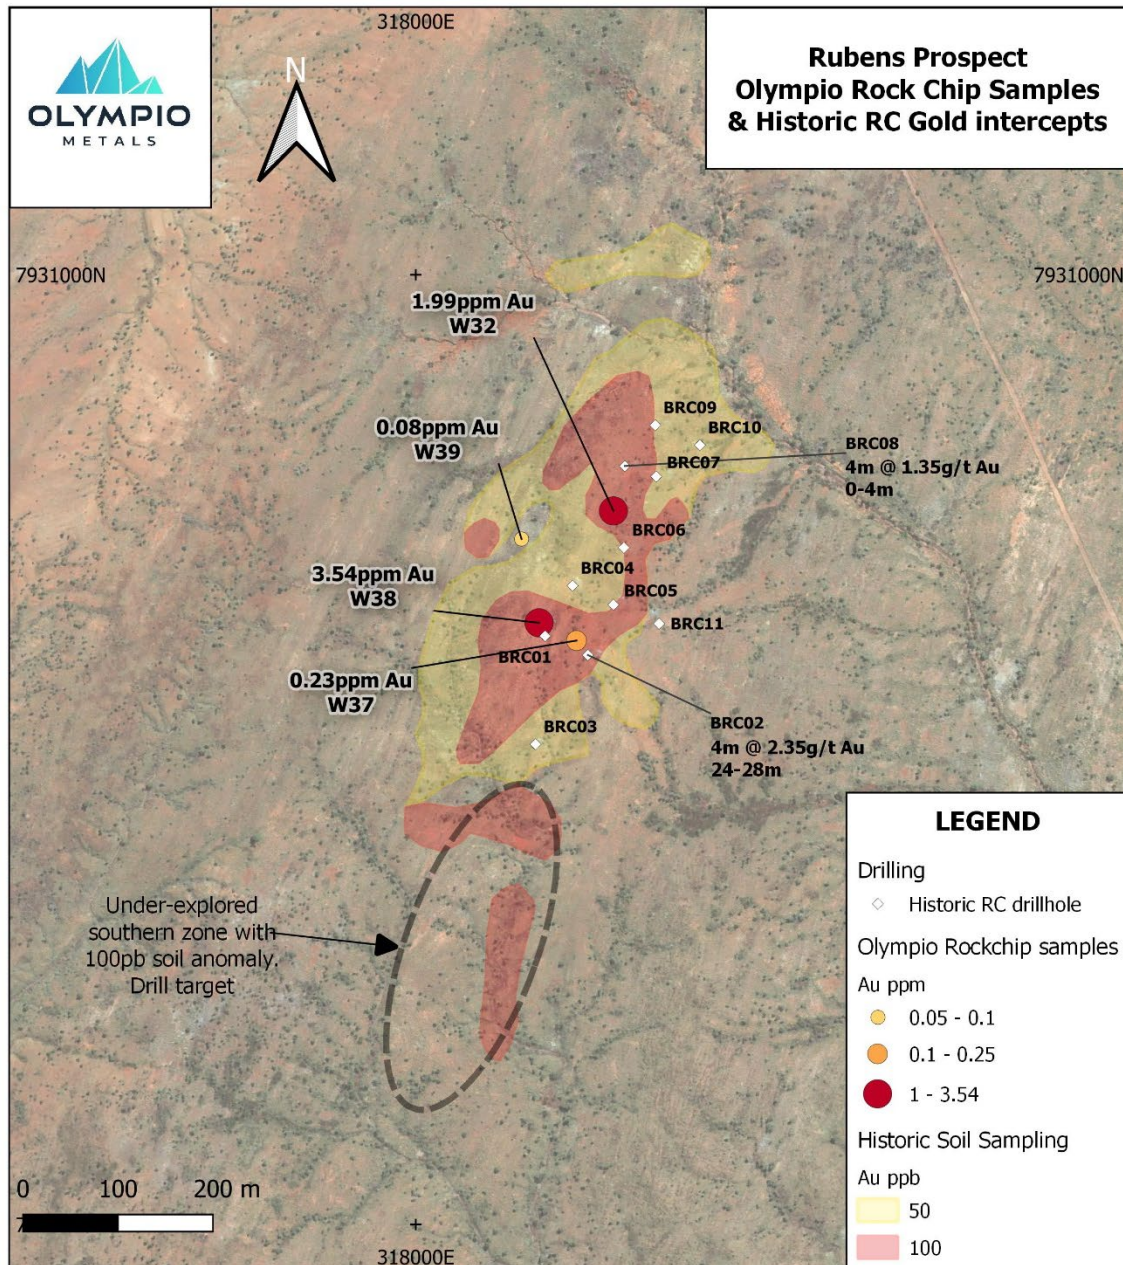 318000E
OLYMPIO
METALS
N
Rubens Prospect
Olympio Rock Chip Samples
& Historic RC Gold intercepts
7931000N
7931000N
1.99ppm Au
W32
0.08ppm Au
W39
BRC09
BRC10
BRC07
BRC08
4m @ 1.35g/t Au
0-4m
BRC06
BRC04
3.54ppm Au
W38
BRC05
BRC11
BRC01
0.23ppm Au
W37
BRC03
BRC02
4m @ 2.35g/t Au
24-28m
Under-explored
southern zone with
100pb soil anomaly.
Drill target
LEGEND
Drilling
Historic RC drillhole
Olympio Rockchip samples
Au ppm
0.05 - 0.1
0.1 - 0.25
1 - 3.54
Historic Soil Sampling
Au ppb
50
100
0 100 200 m
318000E